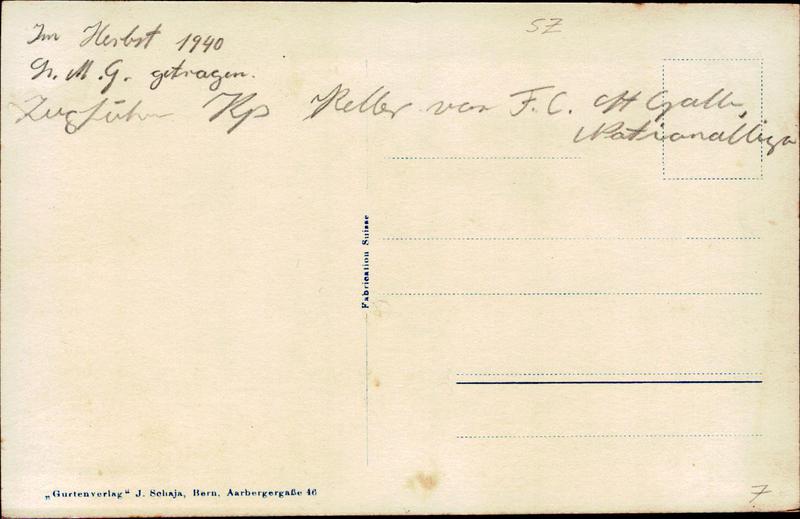 SZ
Im Herbst 1940
M. G. getragen.
Zugführer Kp Keller von F. C. St Gallen,
Nationalliga
Fabrication Suisse
„Gurtenverlag“ J. Schaja, Bern, Aarbergergaße 46
7